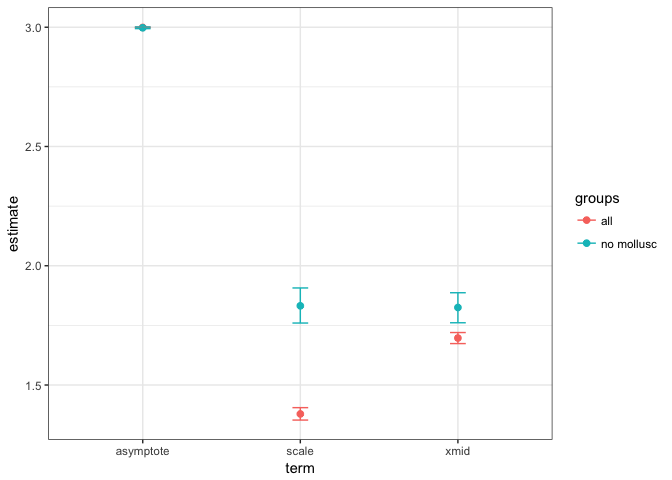 3.0
2.5
2.0
1.5
estimate
asymptote
scale
xmid
term
groups
all
no mollusc